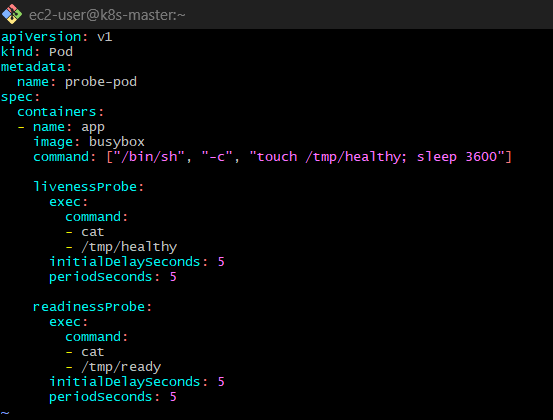 ec2-user@k8s-master:~
apiVersion: v1
kind: Pod
metadata:
  name: probe-pod
spec:
  containers:
  - name: app
    image: busybox
    command: ["/bin/sh", "-c", "touch /tmp/healthy; sleep 3600"]

    livenessProbe:
      exec:
        command:
        - cat
        - /tmp/healthy
      initialDelaySeconds: 5
      periodSeconds: 5

    readinessProbe:
      exec:
        command:
        - cat
        - /tmp/ready
      initialDelaySeconds: 5
      periodSeconds: 5
~